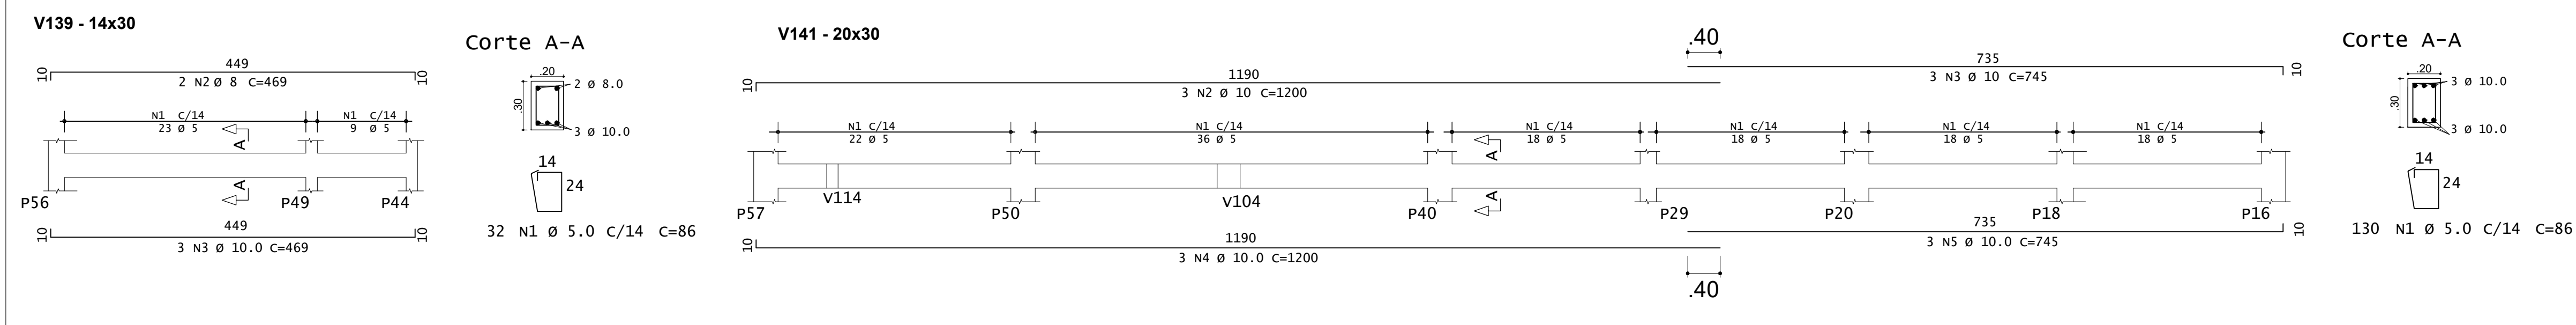 V139 - 14x30
Corte A-A
449
10
10
2 N2 Ø 8 C=469
N1 C/14
23 Ø 5
N1 C/14
9 Ø 5
A
A
P56
P49
P44
449
10
10
3 N3 Ø 10.0 C=469
.20
.30
2 Ø 8.0
3 Ø 10.0
14
24
32 N1 Ø 5.0 C/14 C=86
V141 - 20x30
.40
1190
10
3 N2 Ø 10 C=1200
735
10
3 N3 Ø 10 C=745
N1 C/14
22 Ø 5
N1 C/14
36 Ø 5
N1 C/14
18 Ø 5
N1 C/14
18 Ø 5
N1 C/14
18 Ø 5
N1 C/14
18 Ø 5
A
A
V114
V104
P57
P50
P40
P29
P20
P18
P16
1190
10
3 N4 Ø 10.0 C=1200
735
10
3 N5 Ø 10.0 C=745
.40
Corte A-A
.20
.30
3 Ø 10.0
3 Ø 10.0
14
24
130 N1 Ø 5.0 C/14 C=86